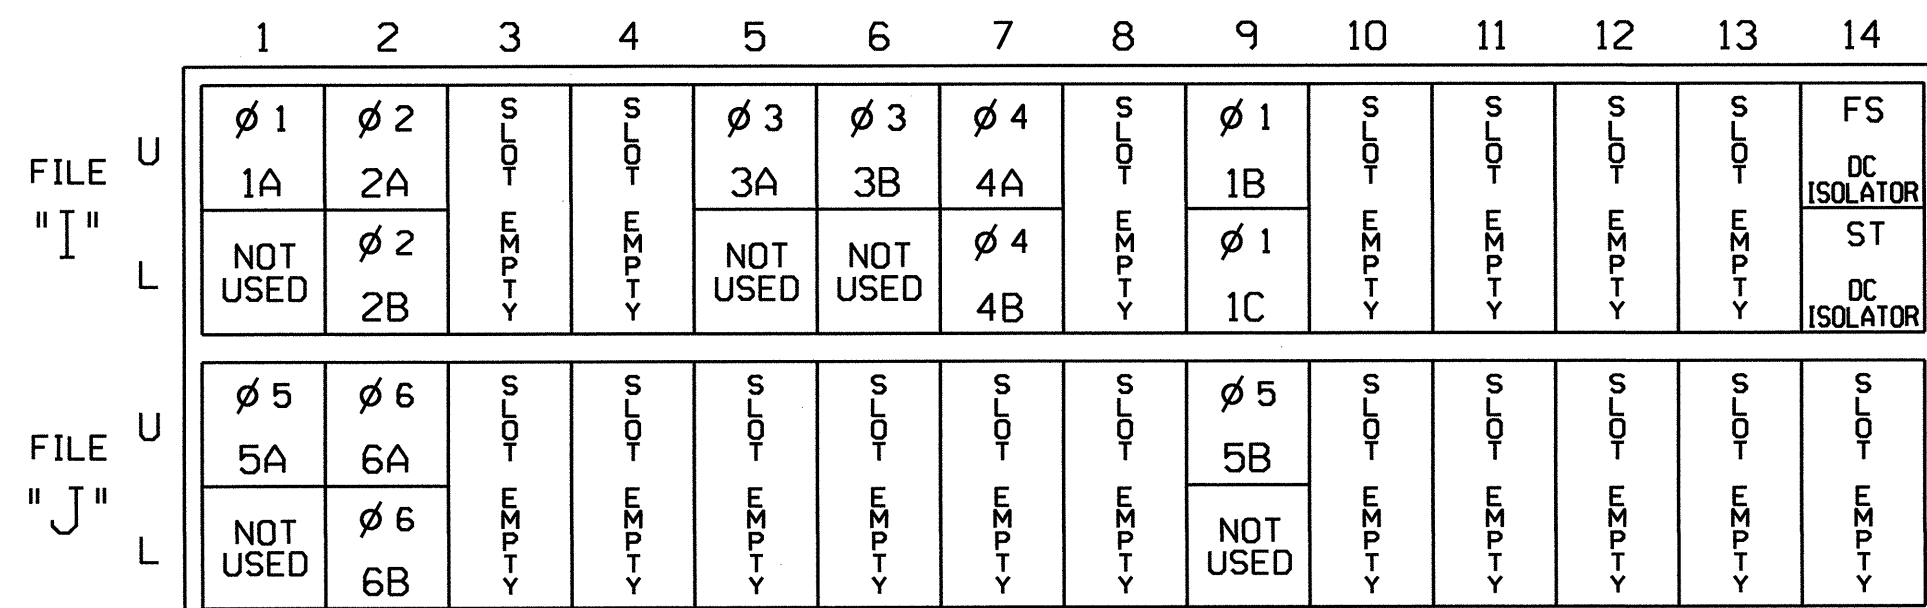 1 2 3 4 5 6 7 8 9 10 11 12 13 14
FILE "I"
U
ø 1 ø 2 SLOT EMPTY SLOT EMPTY ø 3 ø 3 ø 4 SLOT EMPTY ø 1 SLOT EMPTY SLOT EMPTY SLOT EMPTY SLOT EMPTY FS
1A 2A 3A 3B 4A 1B DC ISOLATOR
L
NOT USED ø 2 NOT USED NOT USED ø 4 ø 1 ST
2B 4B 1C DC ISOLATOR
FILE "J"
U
ø 5 ø 6 SLOT EMPTY SLOT EMPTY SLOT EMPTY SLOT EMPTY SLOT EMPTY SLOT EMPTY ø 5 SLOT EMPTY SLOT EMPTY SLOT EMPTY SLOT EMPTY SLOT EMPTY
5A 6A 5B
L
NOT USED ø 6 NOT USED
6B